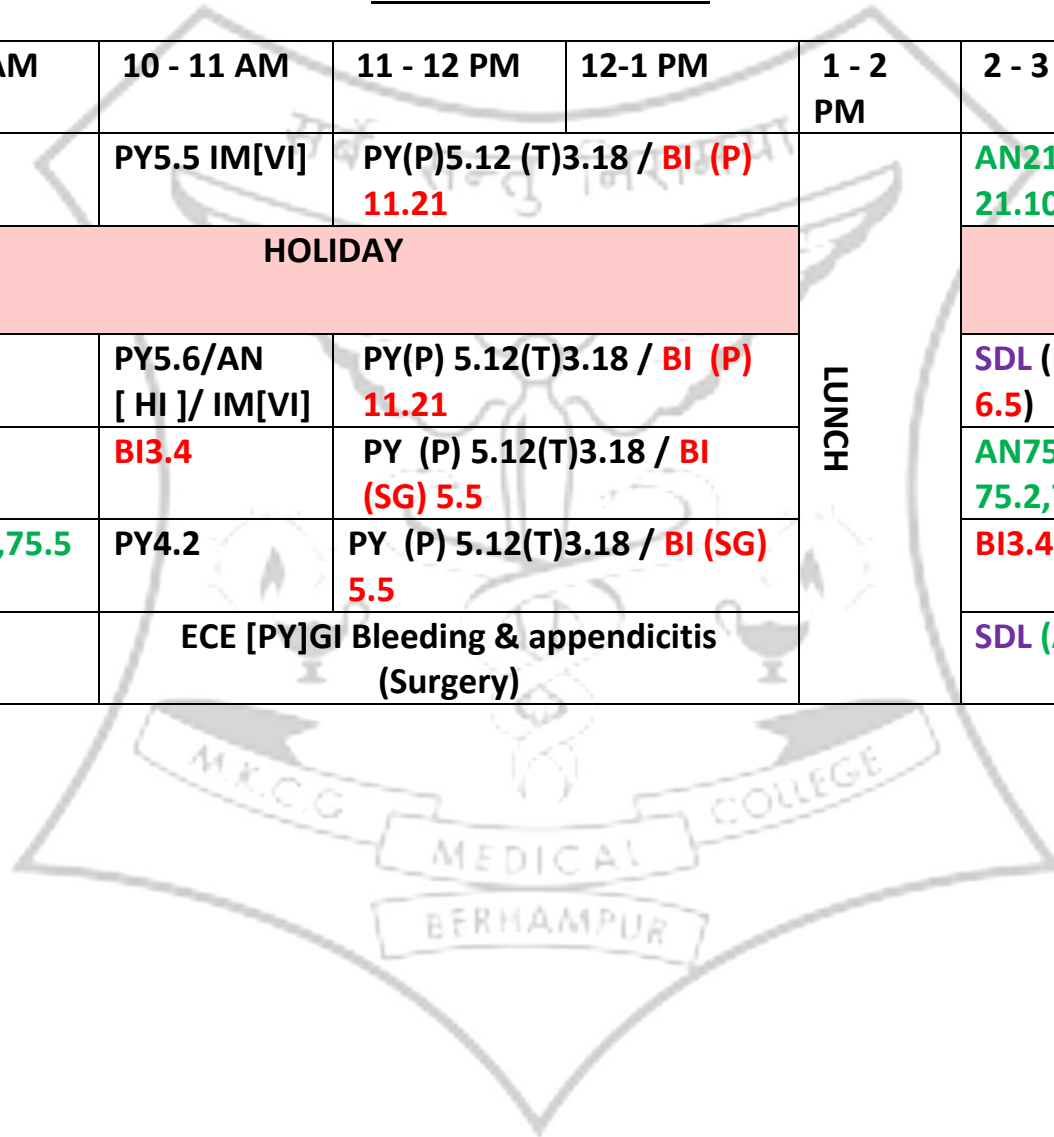 AM 10 - 11 AM 11 - 12 PM 12-1 PM 1 - 2 2 - 3
PM
PY5.5 IM[VI] PY(P)5.12 (T)3.18 / BI (P) AN21
11.21 21.10
HOLIDAY
PY5.6/AN PY(P) 5.12(T)3.18 / BI (P) SDL (
[ HI ]/ IM[VI] 11.21 6.5)
LUNCH
BI3.4 PY (P) 5.12(T)3.18 / BI AN75
(SG) 5.5 75.2,
,75.5 PY4.2 PY (P) 5.12(T)3.18 / BI (SG) BI3.4
5.5
ECE [PY]GI Bleeding & appendicitis SDL (
(Surgery)
M.K.C.G MEDICAL COLLEGE
BERHAMPUR